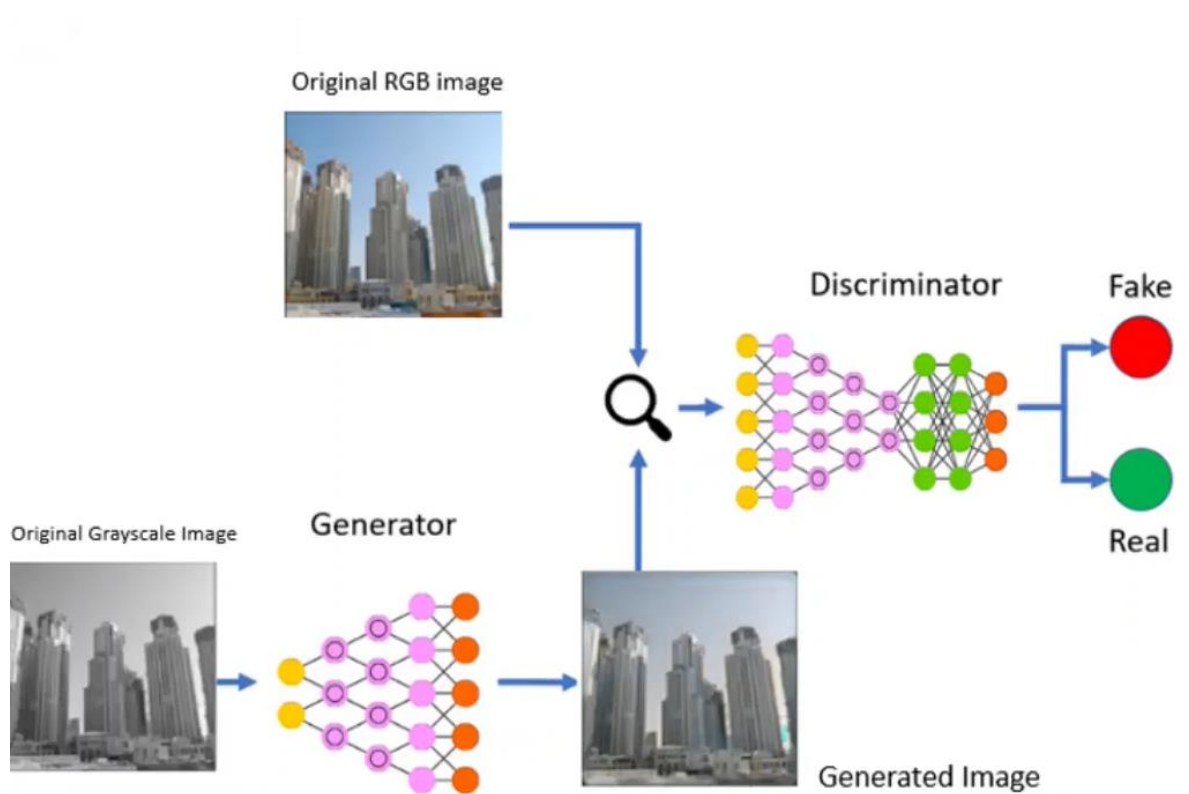 Original RGB image
Discriminator
Fake
Real
Original Grayscale Image
Generator
Generated Image